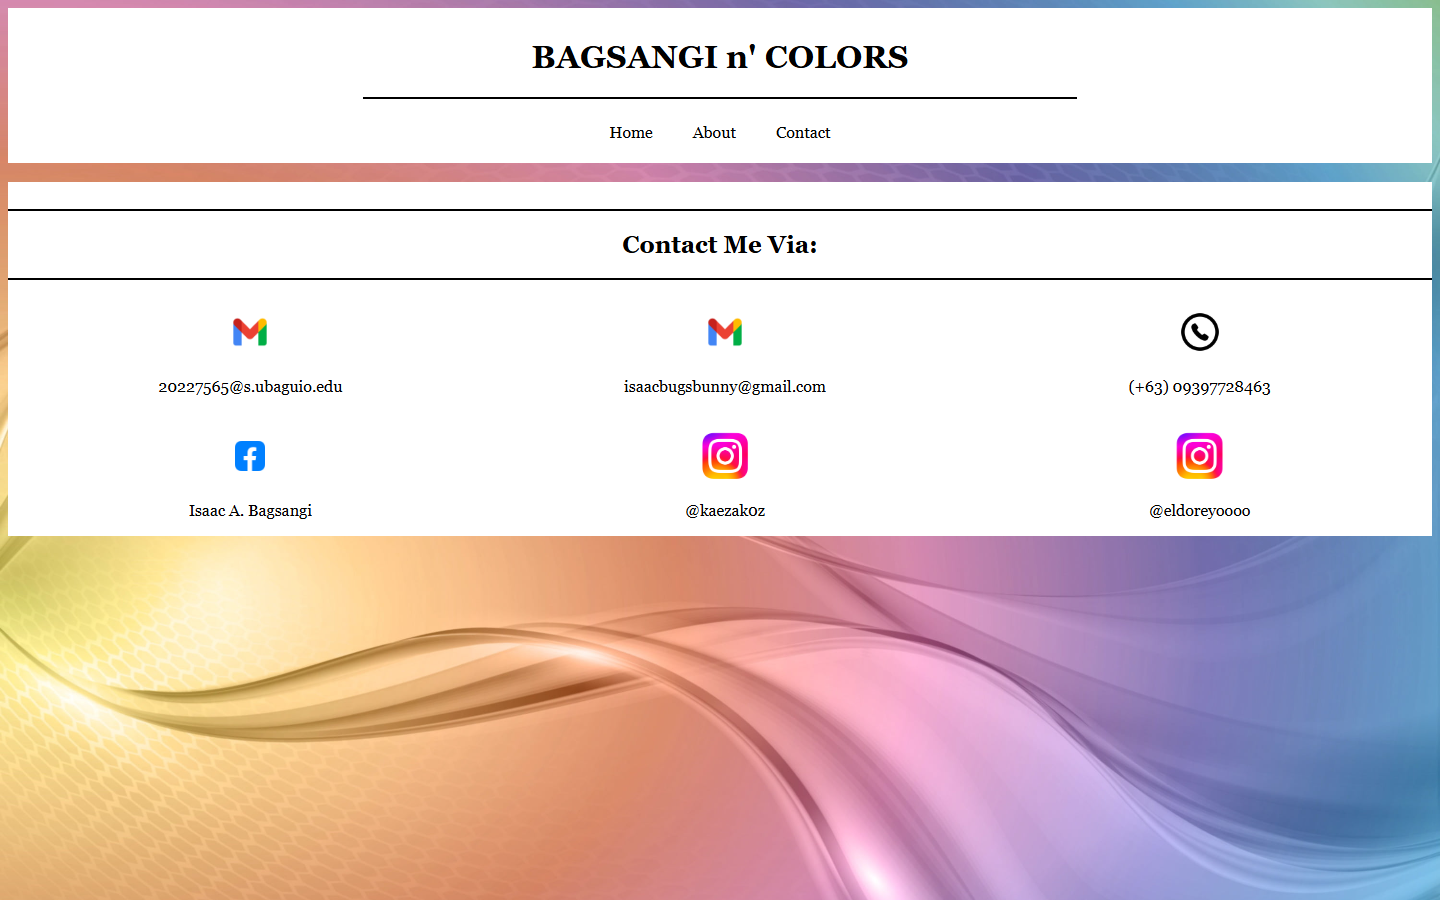 BAGSANGI n' COLORS
Home About Contact
Contact Me Via:
20227565@s.ubaguio.edu isaacbugsbunny@gmail.com (+63) 09397728463
Isaac A. Bagsangi @kaezak0z @eldoreyoooo